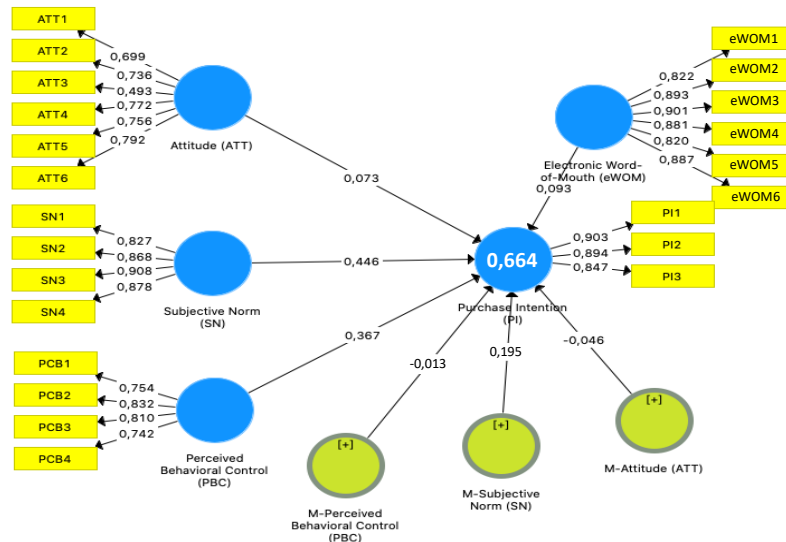 ATT1
ATT2
ATT3
ATT4
ATT5
ATT6
0,699
0,736
0,493
0,772
0,756
0,792
Attitude (ATT)
SN1
SN2
SN3
SN4
0,827
0,868
0,908
0,878
Subjective Norm
(SN)
PCB1
PCB2
PCB3
PCB4
0,754
0,832
0,810
0,742
Perceived
Behavioral Control
(PBC)
0,073
0,446
0,367
0,093
-0,013
0,195
-0,046
eWOM1
eWOM2
eWOM3
eWOM4
eWOM5
eWOM6
0,822
0,893
0,901
0,881
0,820
0,887
Electronic Word-
of-Mouth (eWOM)
PI1
PI2
PI3
0,903
0,894
0,847
0,664
Purchase Intention
(PI)
[+]
M-Perceived
Behavioral Control
(PBC)
[+]
M-Subjective
Norm (SN)
[+]
M-Attitude (ATT)